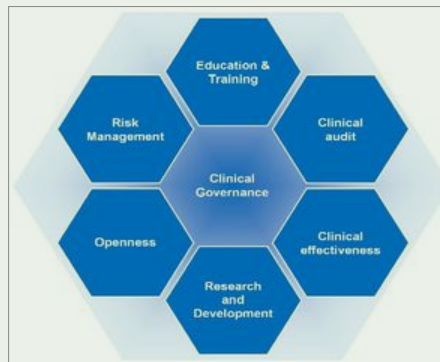 Education &
Training
Risk
Management
Clinical
audit
Clinical
Governance
Openness
Clinical
effectiveness
Research
and
Development